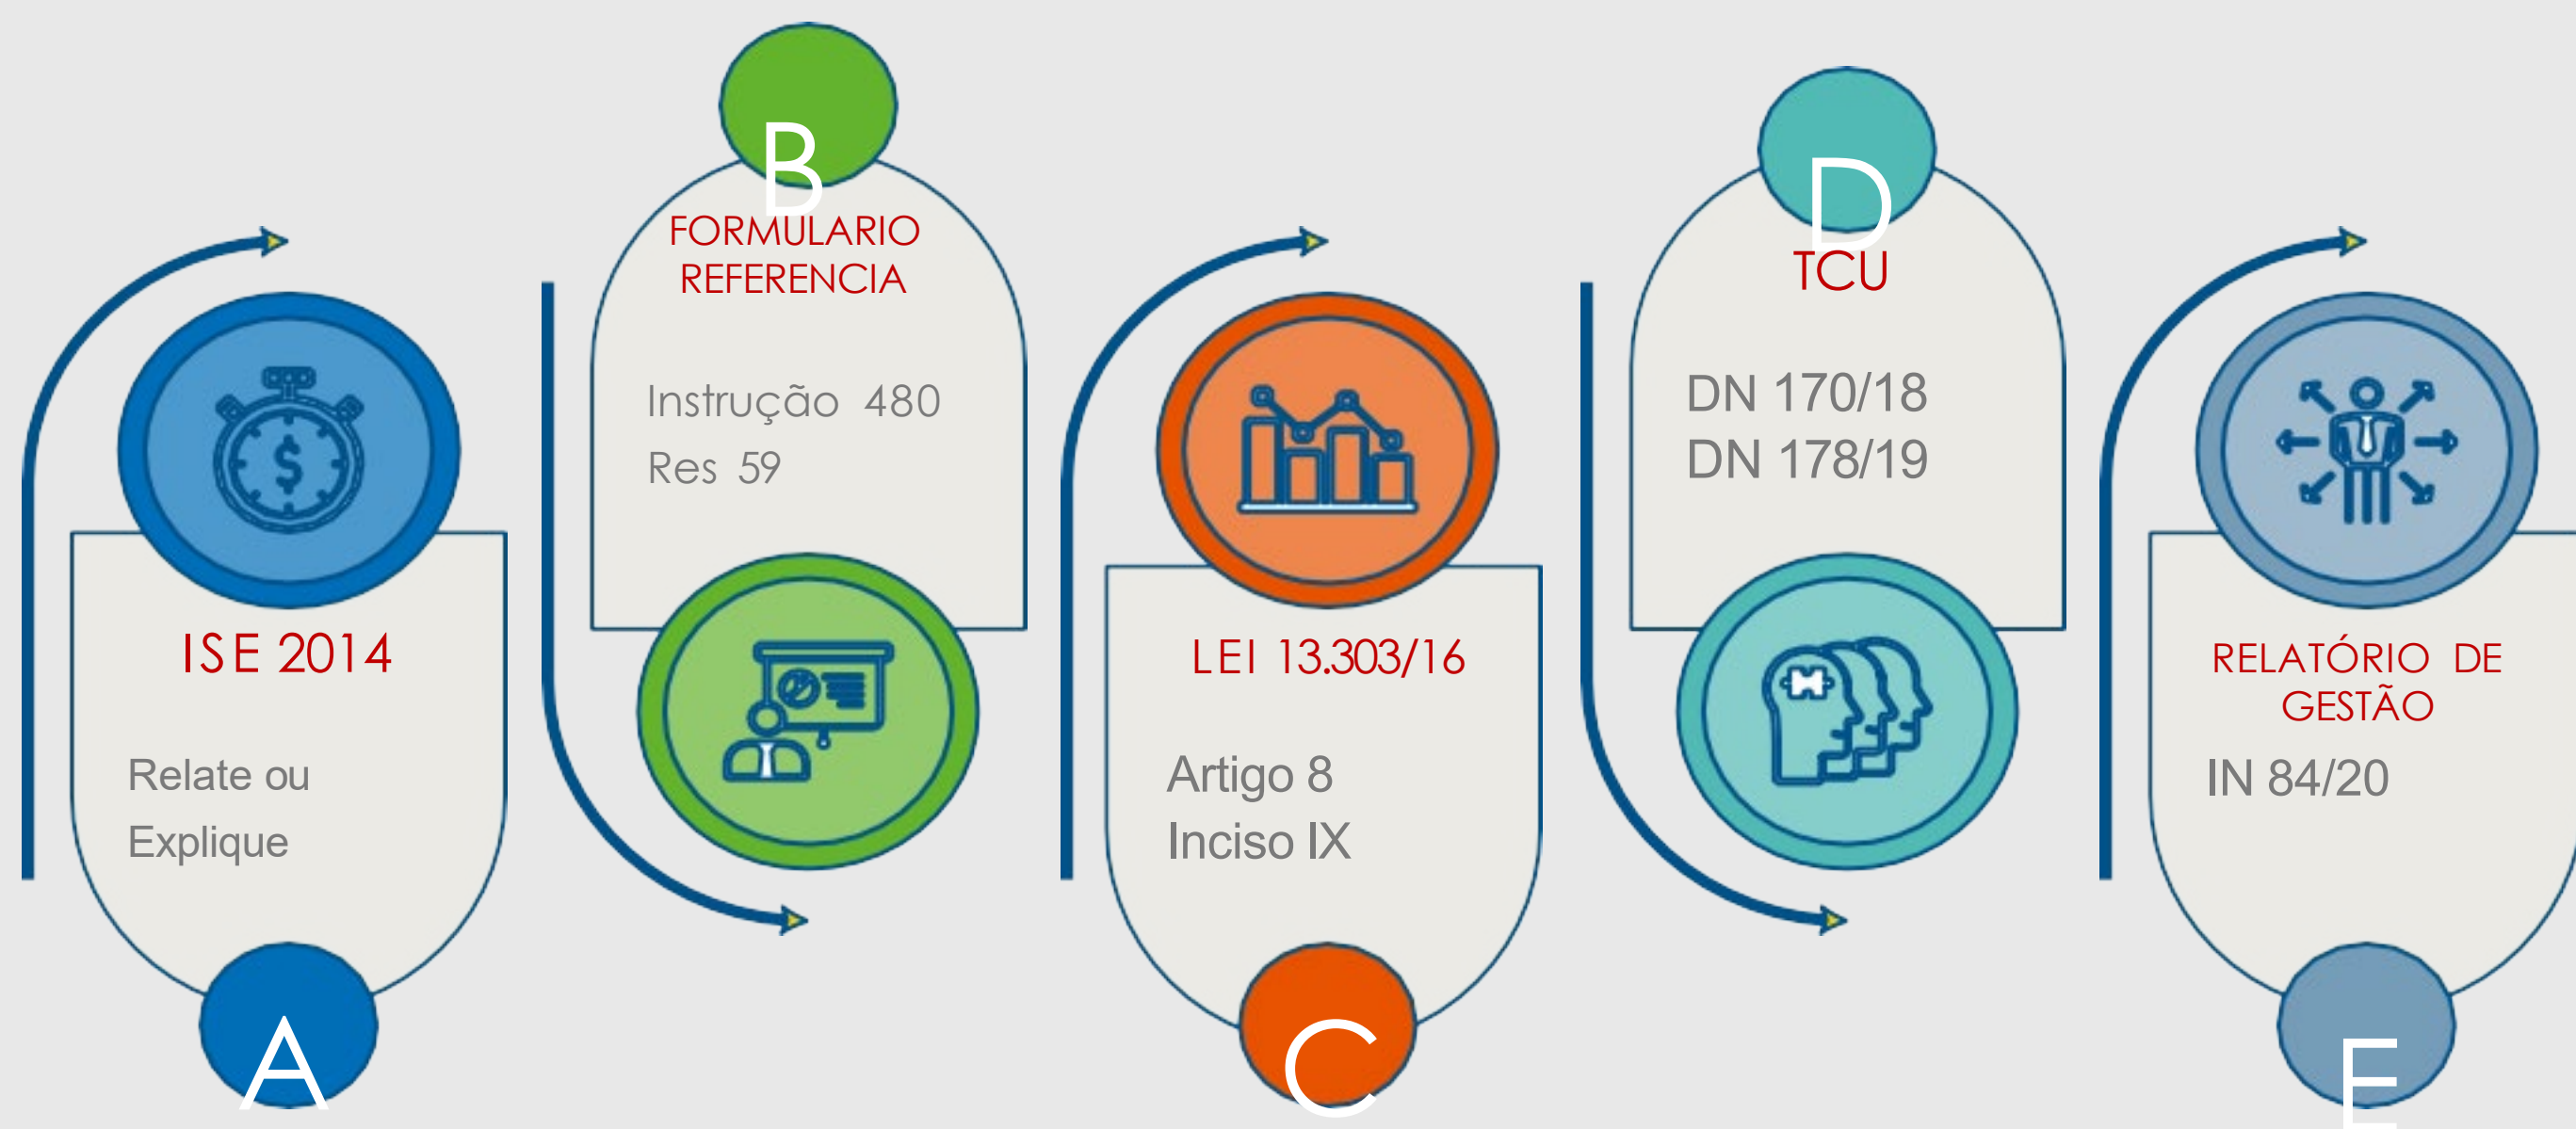 ISE 2014
Relate ou
Explique
A
B
FORMULARIO
REFERENCIA
Instrução 480
Res 59
LEI 13.303/16
Artigo 8
Inciso IX
C
D
TCU
DN 170/18
DN 178/19
RELATÓRIO DE
GESTÃO
IN 84/20
E